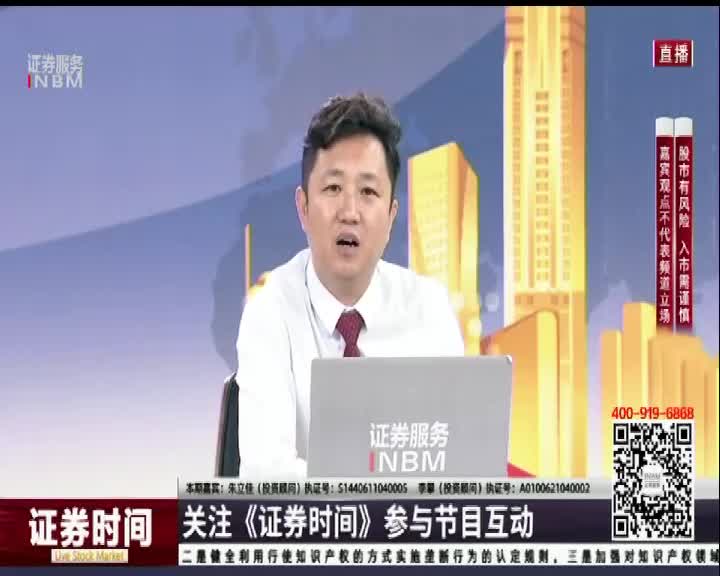 证券服务
INBM
直播
股市有风险 入市需谨慎
嘉宾观点不代表频道立场
400-919-6868
证券服务
INBM
本期嘉宾：朱立佳（投资顾问）执证号：S1440611040005 李攀（投资顾问）执证号：A0100621040002
证券时间
Live Stock Market
关注《证券时间》参与节目互动
二是健全利用行使知识产权的方式实施垄断行为的认定规则。三是加强对知识产权领域